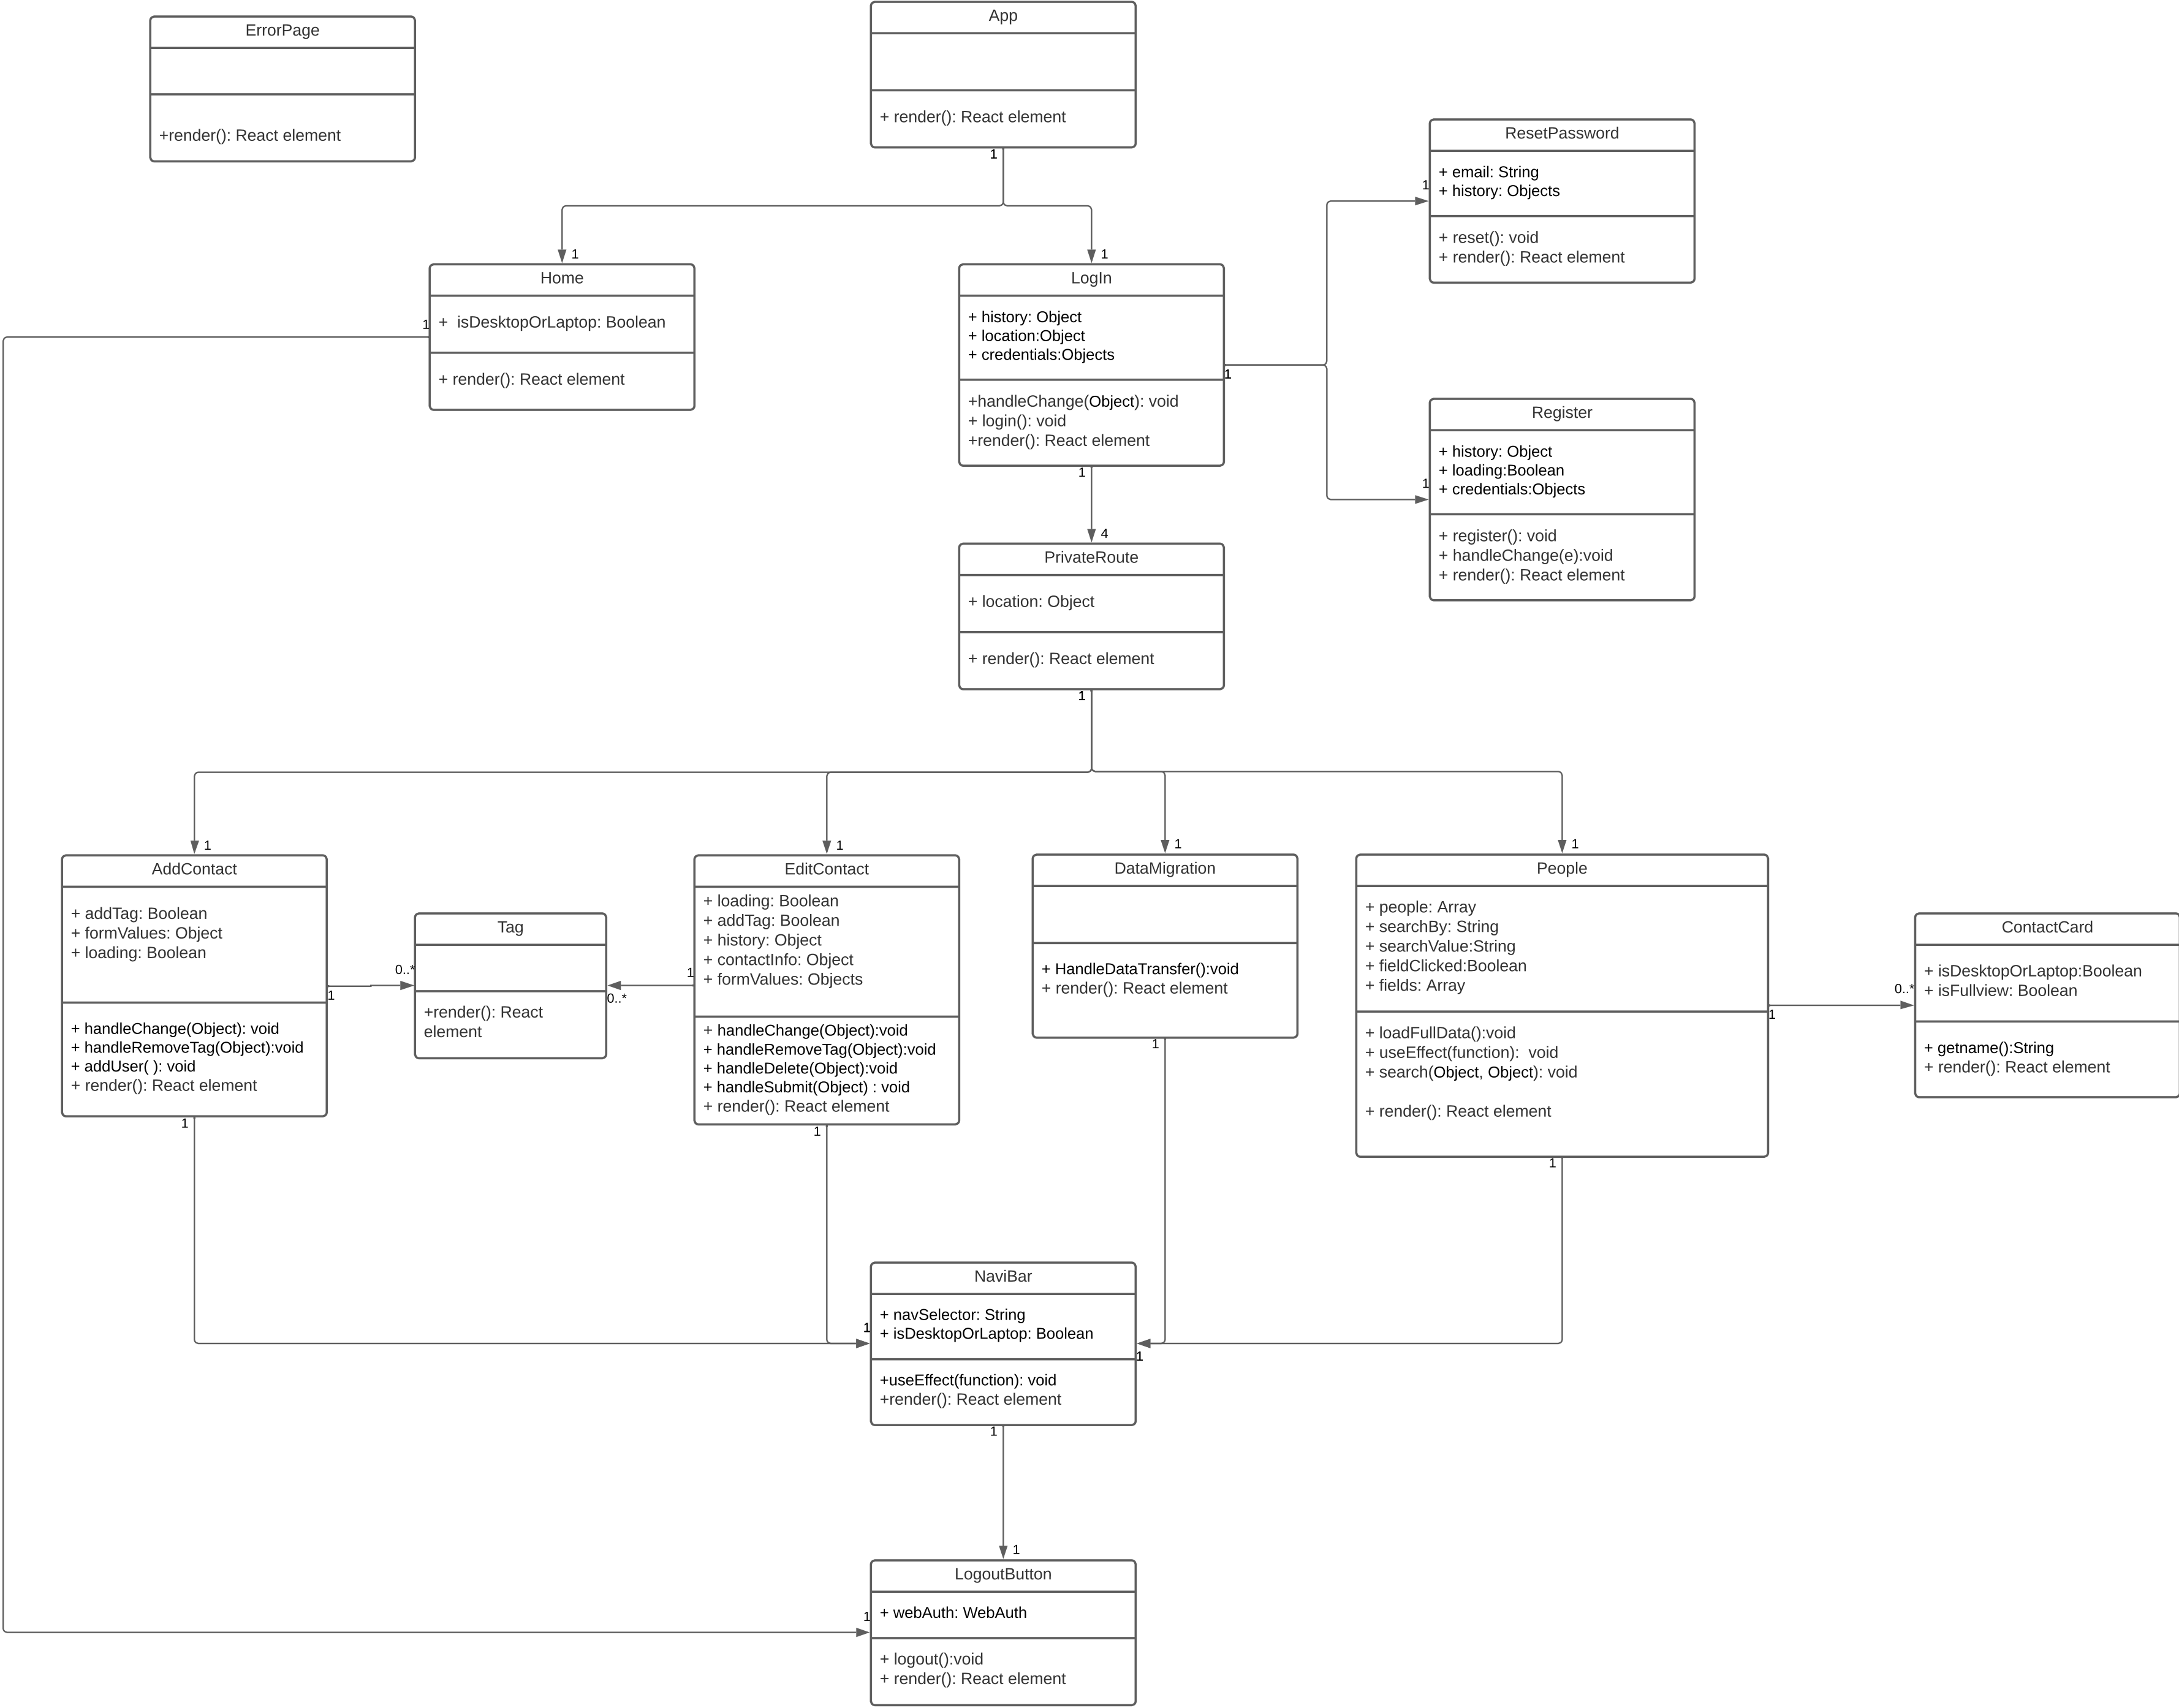 ErrorPage
+render(): React element
App
+ render(): React element
1
ResetPassword
+ email: String
+ history: Objects
+ reset(): void
+ render(): React element
1
1
Home
+  isDesktopOrLaptop: Boolean
+ render(): React element
1
1
LogIn
+ history: Object
+ location:Object
+ credentials:Objects
+handleChange(Object): void
+ login(): void
+render(): React element
1
1
Register
+ history: Object
+ loading:Boolean
+ credentials:Objects
+ register(): void
+ handleChange(e):void
+ render(): React element
1
1
4
PrivateRoute
+ location: Object
+ render(): React element
1
1
AddContact
+ addTag: Boolean
+ formValues: Object
+ loading: Boolean
+ handleChange(Object): void
+ handleRemoveTag(Object):void
+ addUser( ): void
+ render(): React element
1
1
0..*
Tag
+render(): React
element
0..*
1
1
EditContact
+ loading: Boolean
+ addTag: Boolean
+ history: Object
+ contactInfo: Object
+ formValues: Objects
+ handleChange(Object):void
+ handleRemoveTag(Object):void
+ handleDelete(Object):void
+ handleSubmit(Object) : void
+ render(): React element
1
1
DataMigration
+ HandleDataTransfer():void
+ render(): React element
1
1
People
+ people: Array
+ searchBy: String
+ searchValue:String
+ fieldClicked:Boolean
+ fields: Array
+ loadFullData():void
+ useEffect(function):  void
+ search(Object, Object): void
+ render(): React element
1
1
0..*
ContactCard
+ isDesktopOrLaptop:Boolean
+ isFullview: Boolean
+ getname():String
+ render(): React element
NaviBar
+ navSelector: String
+ isDesktopOrLaptop: Boolean
+useEffect(function): void
+render(): React element
1
1
1
1
LogoutButton
+ webAuth: WebAuth
+ logout():void
+ render(): React element
1